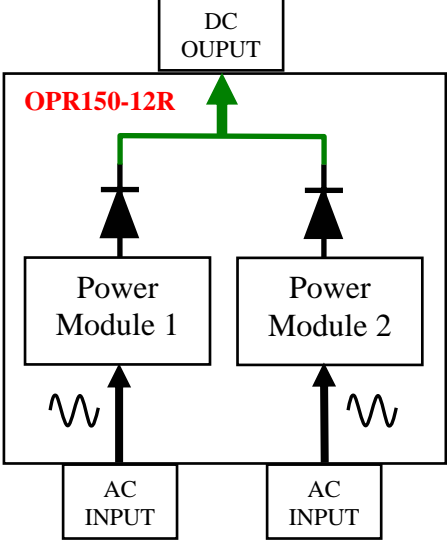 DC
OUPUT
OPR150-12R
Power
Module 1
Power
Module 2
AC
INPUT
AC
INPUT